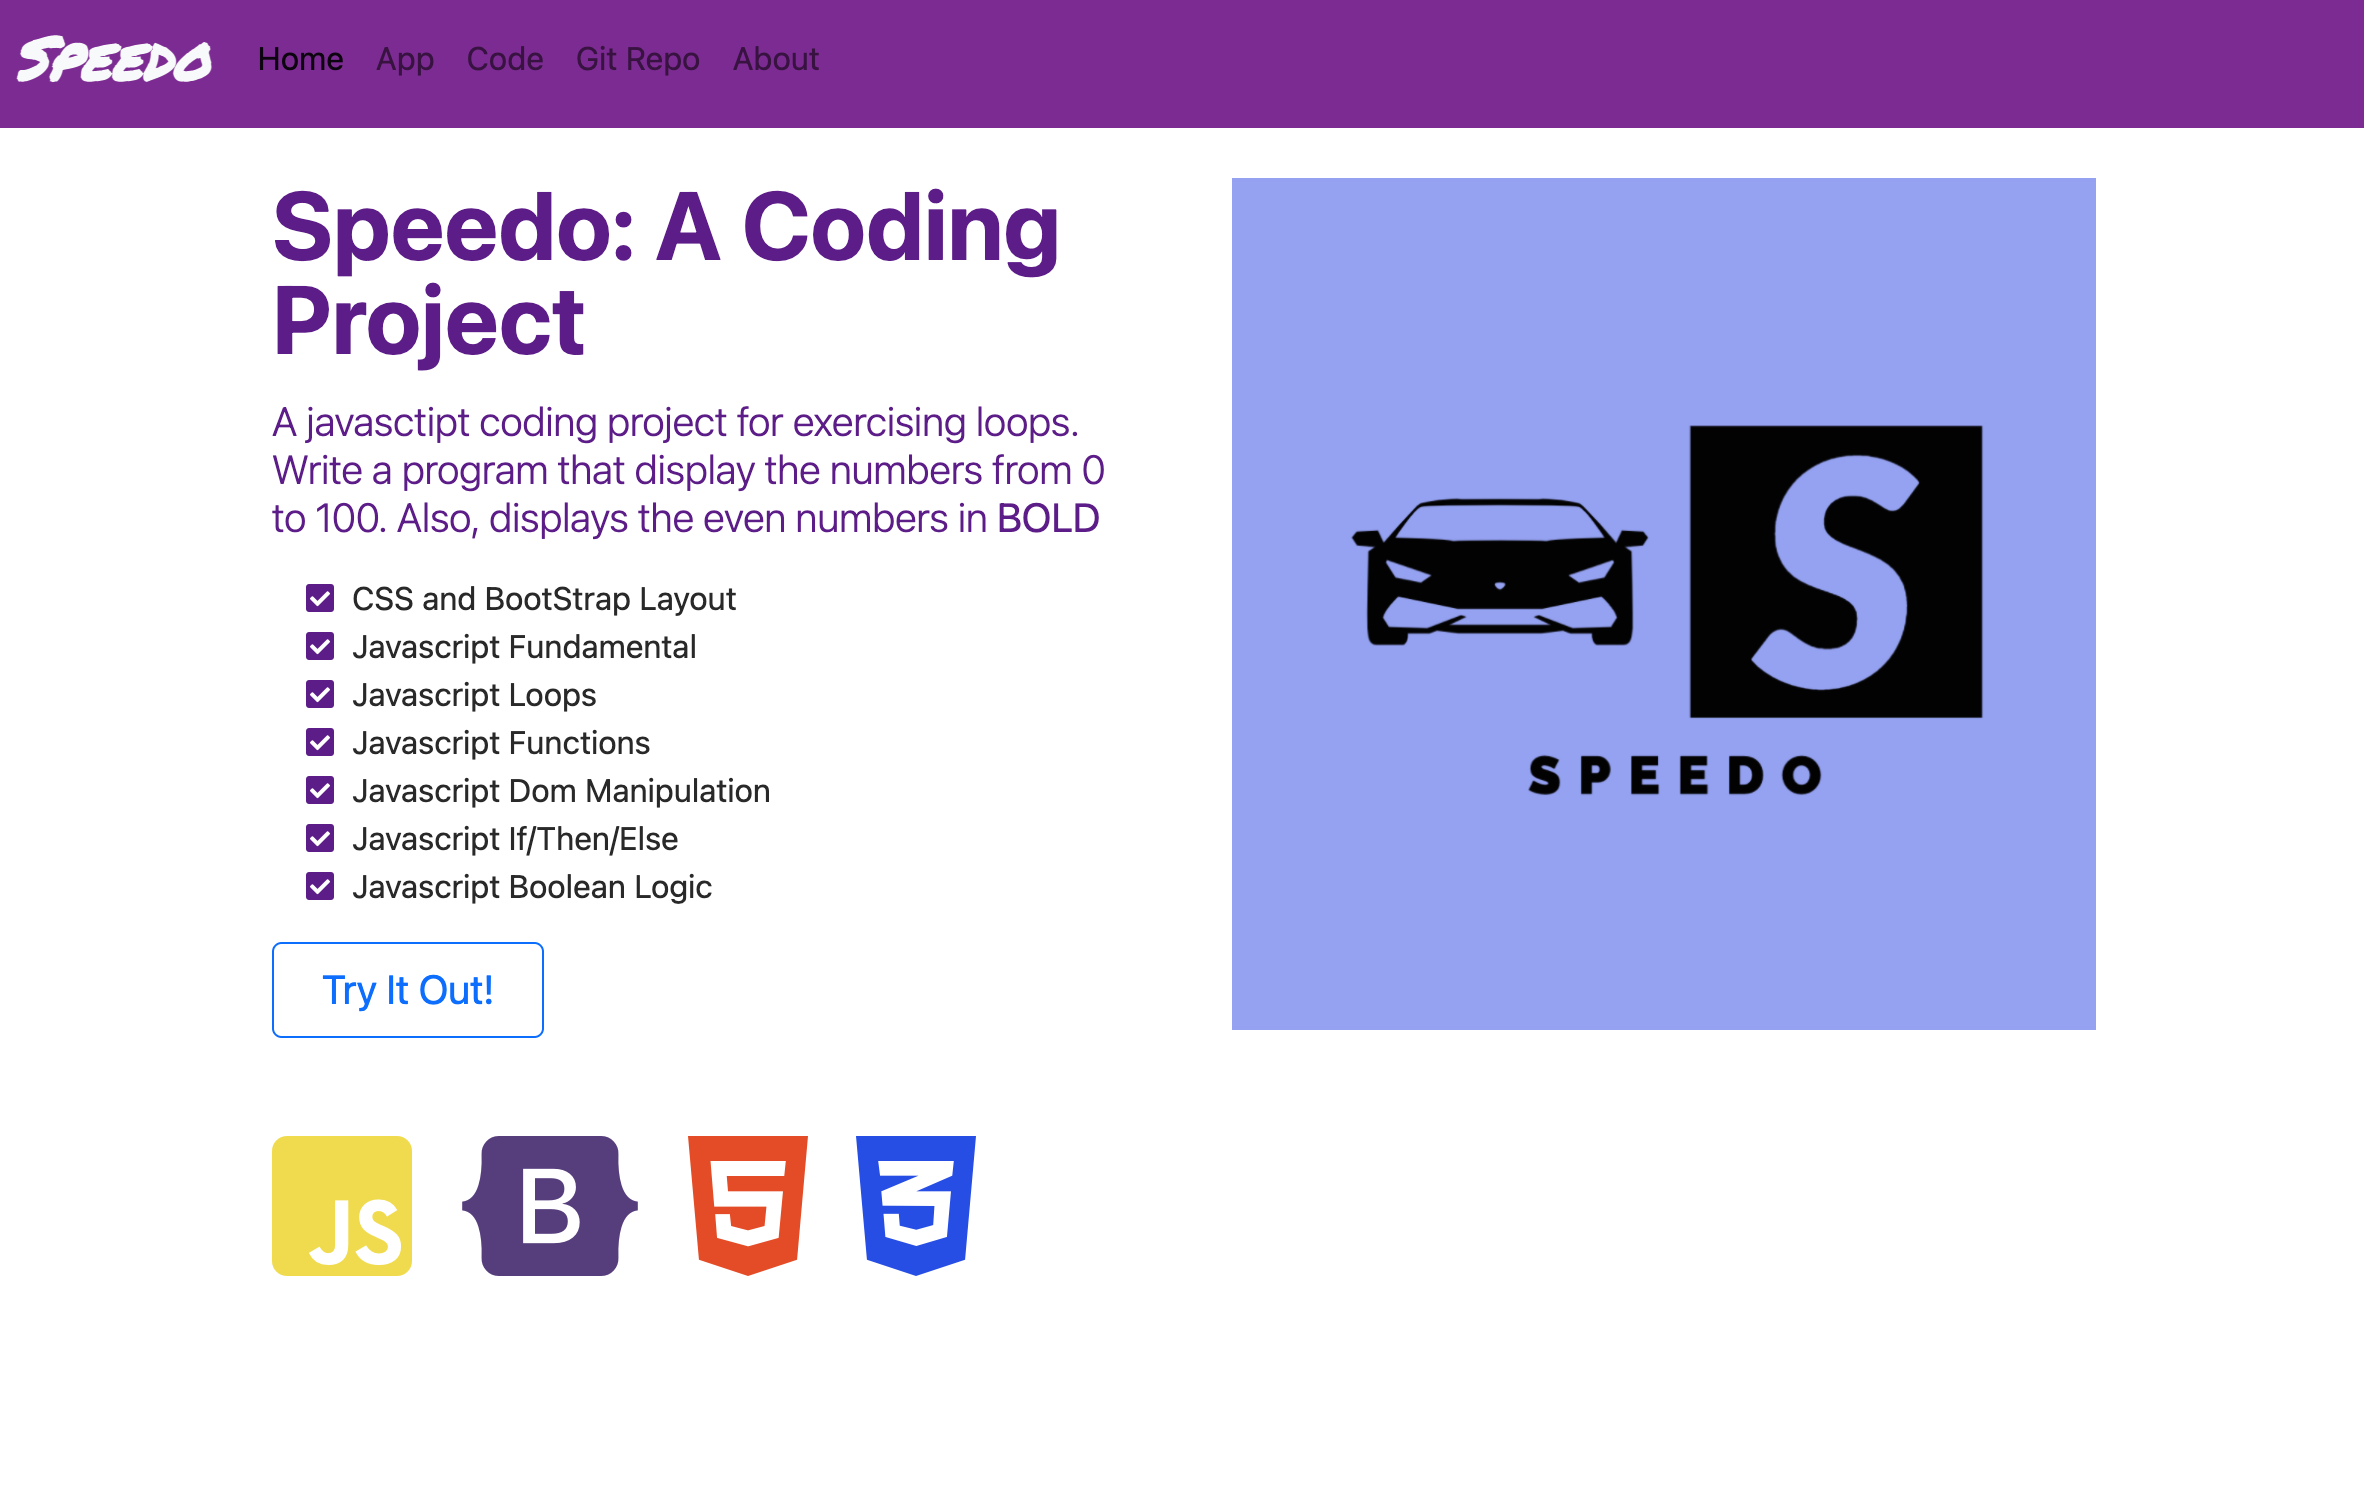 Speedo
Home App Code Git Repo About
Speedo: A Coding
Project
A javasctipt coding project for exercising loops.
Write a program that display the numbers from 0
to 100. Also, displays the even numbers in BOLD
CSS and BootStrap Layout
Javascript Fundamental
Javascript Loops
Javascript Functions
Javascript Dom Manipulation
Javascript If/Then/Else
Javascript Boolean Logic
Try It Out!
S
SPEEDO
JS
B
5
3